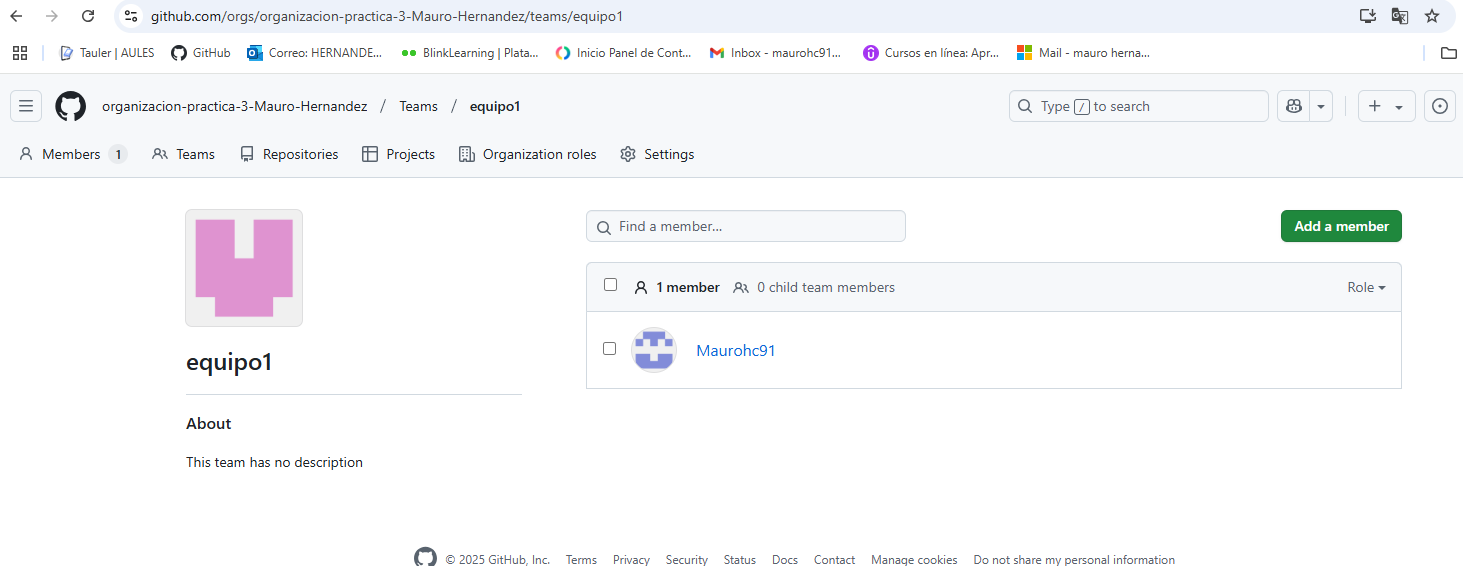 github.com/orgs/organizacion-practica-3-Mauro-Hernandez/teams/equipo1
Tauler | AULES GitHub Correo: HERNANDE... BlinkLearning | Plata... Inicio Panel de Cont... Inbox - maurohc91... Cursos en línea: Apr... Mail - mauro herna...
organizacion-practica-3-Mauro-Hernandez / Teams / equipo1 Type / to search
Members 1 Teams Repositories Projects Organization roles Settings
Find a member... Add a member
1 member 0 child team members Role
Maurohc91
equipo1
About
This team has no description
© 2025 GitHub, Inc. Terms Privacy Security Status Docs Contact Manage cookies Do not share my personal information